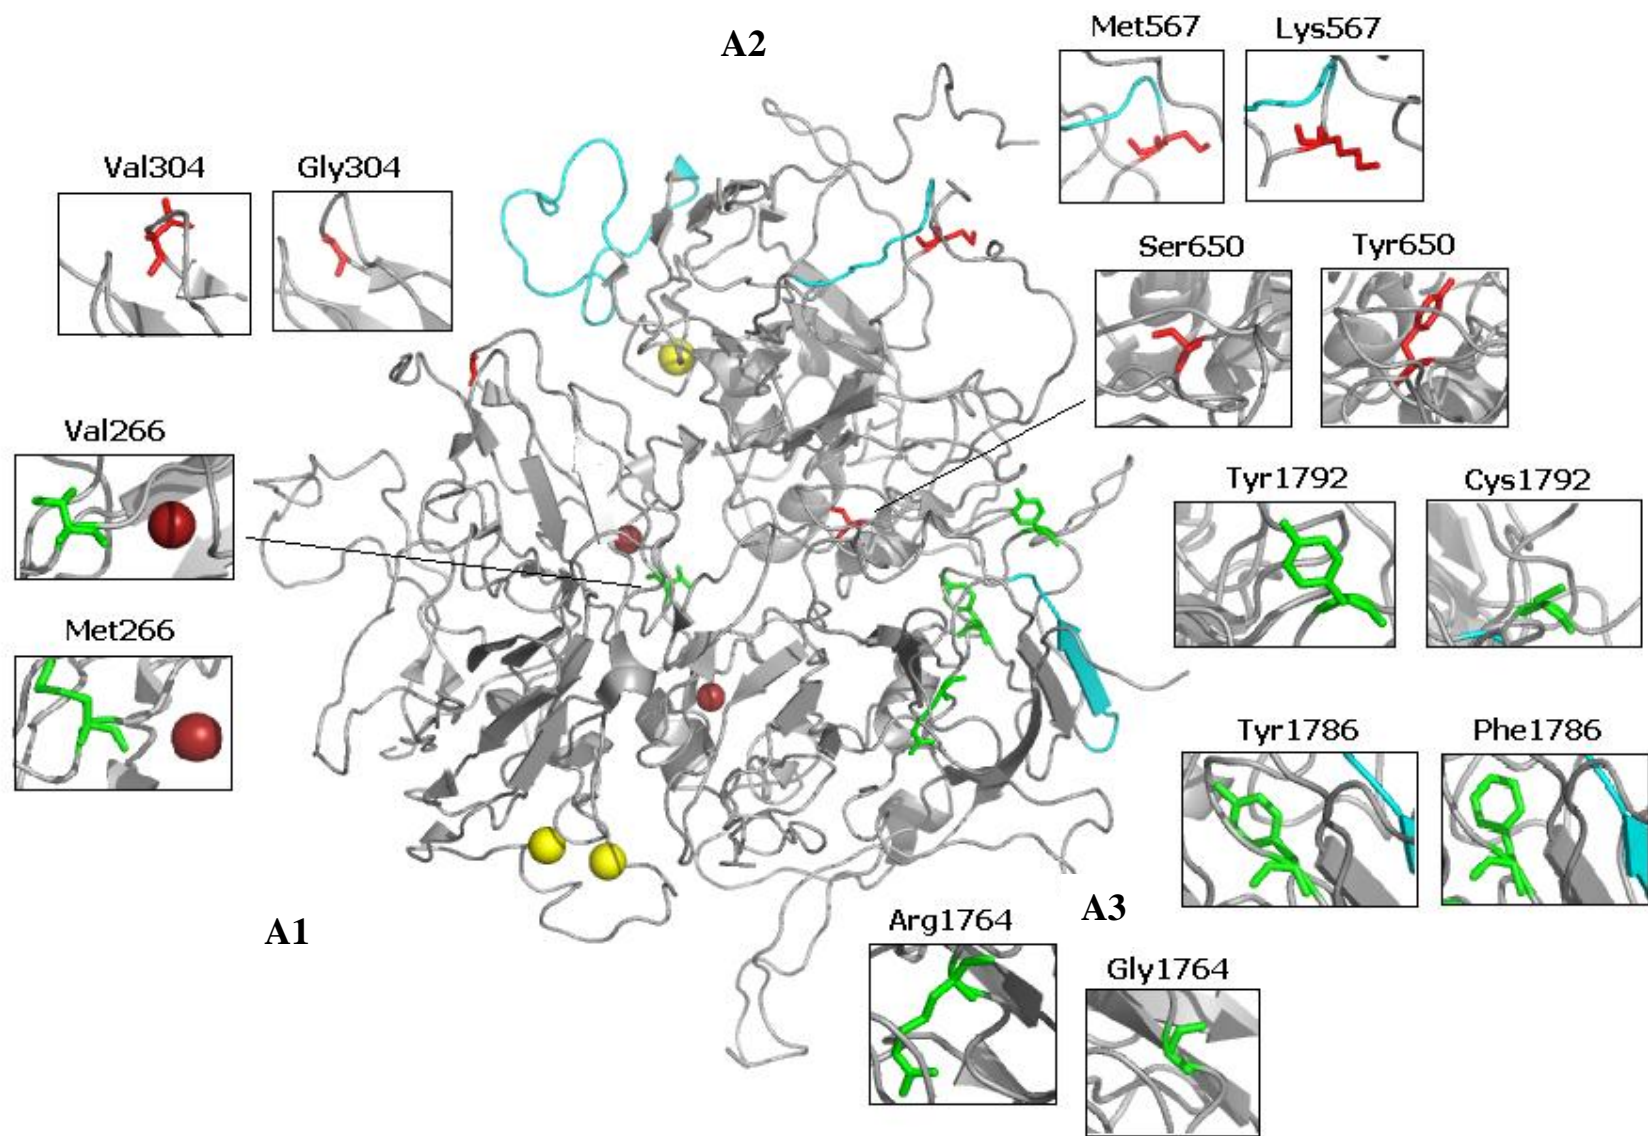 A2
Met567
Lys567
Val304
Gly304
Ser650
Tyr650
Val266
Tyr1792
Cys1792
Met266
Tyr1786
Phe1786
A1
Arg1764
A3
Gly1764